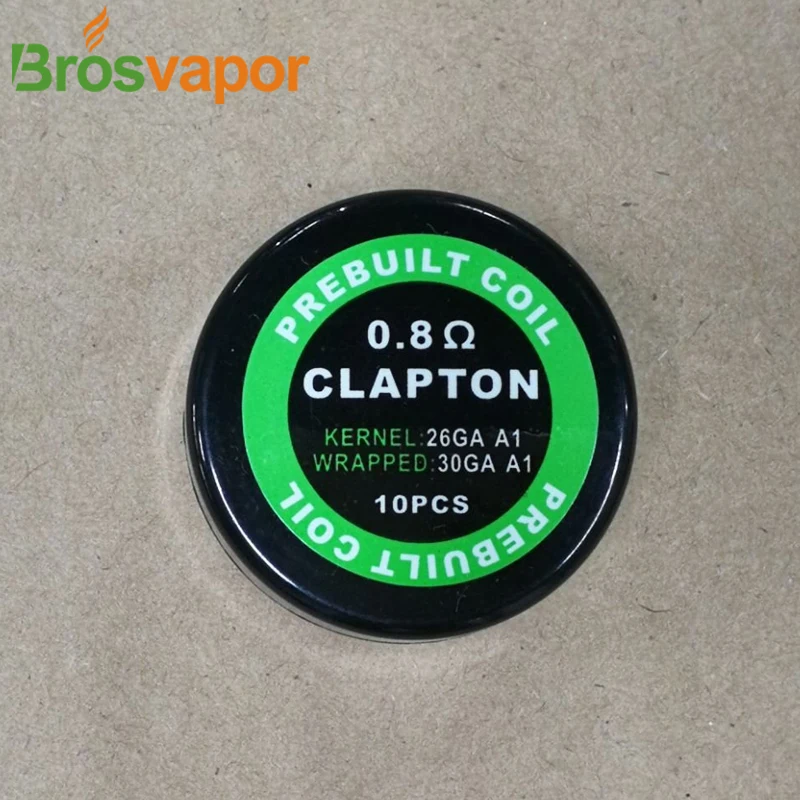 Brosvapor
PREBUILT COIL
0.8Ω
CLAPTON
KERNEL:26GA A1
WRAPPED:30GA A1
10PCS
PREBUILT COIL